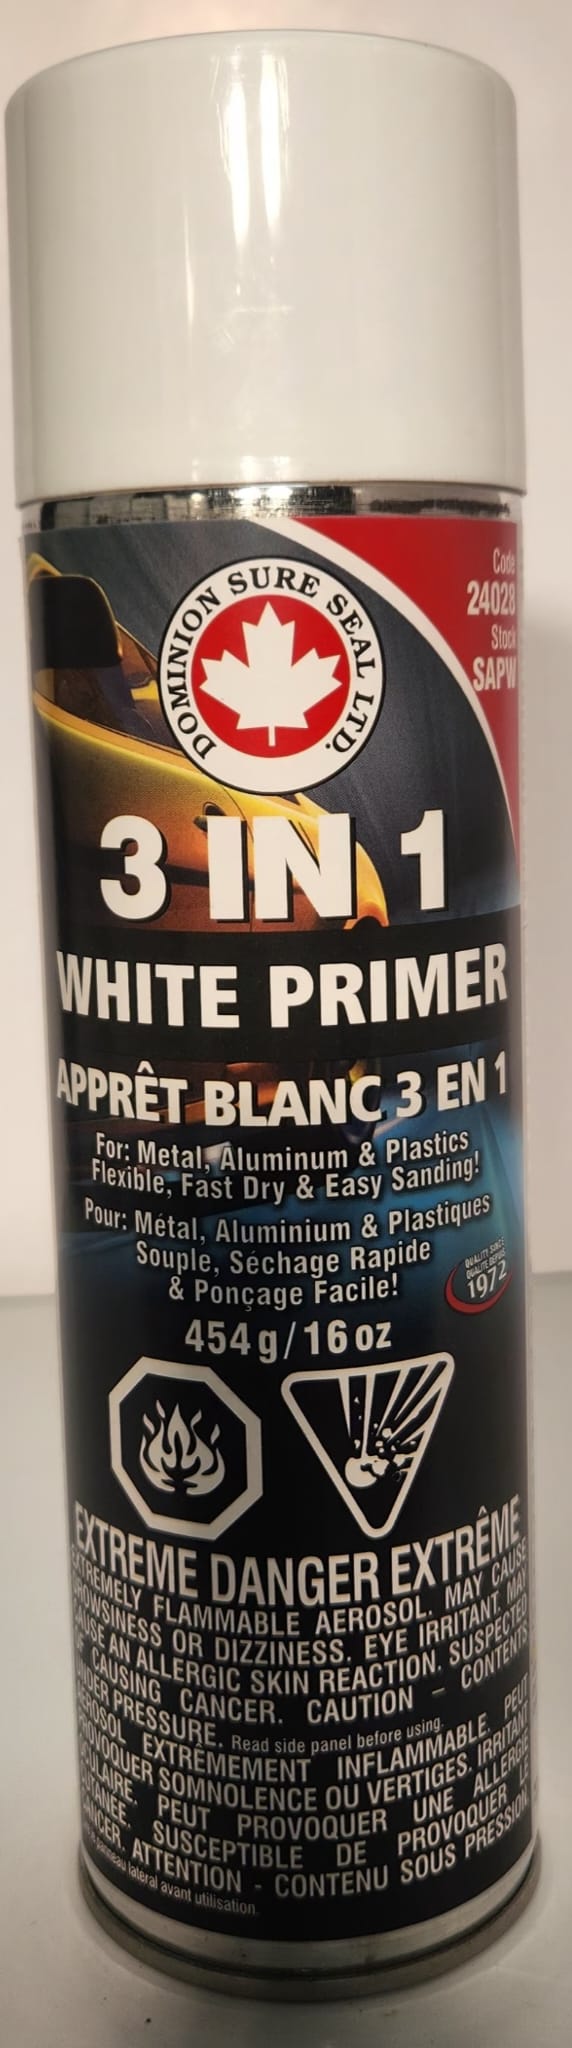 DOMINION SURE SEAL LTD.
Code
24028
Stock
SAPW
3 IN 1
WHITE PRIMER
APPRÊT BLANC 3 EN 1
For: Metal, Aluminum & Plastics
Flexible, Fast Dry & Easy Sanding!
Pour: Métal, Aluminium & Plastiques
Souple, Séchage Rapide
& Ponçage Facile!
QUALITY SINCE
QUALITÉ DEPUIS
1972
454 g / 16 oz
EXTREME DANGER EXTRÊME
EXTREMELY FLAMMABLE AEROSOL. MAY CAUSE
DROWSINESS OR DIZZINESS. EYE IRRITANT. MAY
CAUSE AN ALLERGIC SKIN REACTION. SUSPECTED
OF CAUSING CANCER. CAUTION – CONTENTS
UNDER PRESSURE. Read side panel before using.
AEROSOL EXTRÊMEMENT INFLAMMABLE. PEUT
PROVOQUER SOMNOLENCE OU VERTIGES. IRRITANT
OCULAIRE. PEUT PROVOQUER UNE ALLERGIE
CUTANÉE. SUSCEPTIBLE DE PROVOQUER LE
CANCER. ATTENTION - CONTENU SOUS PRESSION.
panneau latéral avant utilisation.